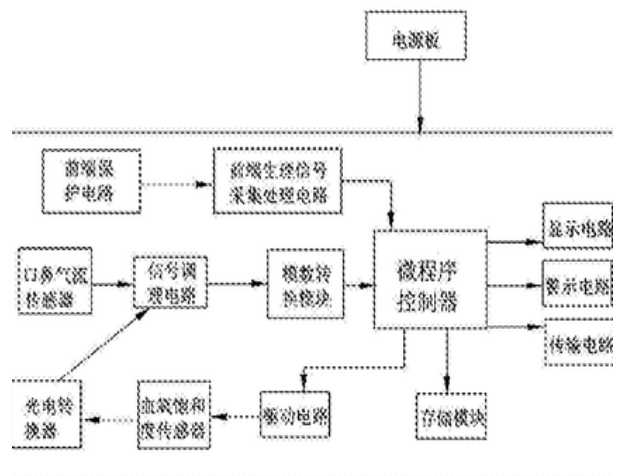 电源板
前端保
护电路
前端生理信号
采集处理电路
显示电路
口鼻气流
传感器
信号调
理电路
模数转
换模块
微程序
控制器
警示电路
传输电路
光电转
换器
血氧饱和
度传感器
驱动电路
存储模块